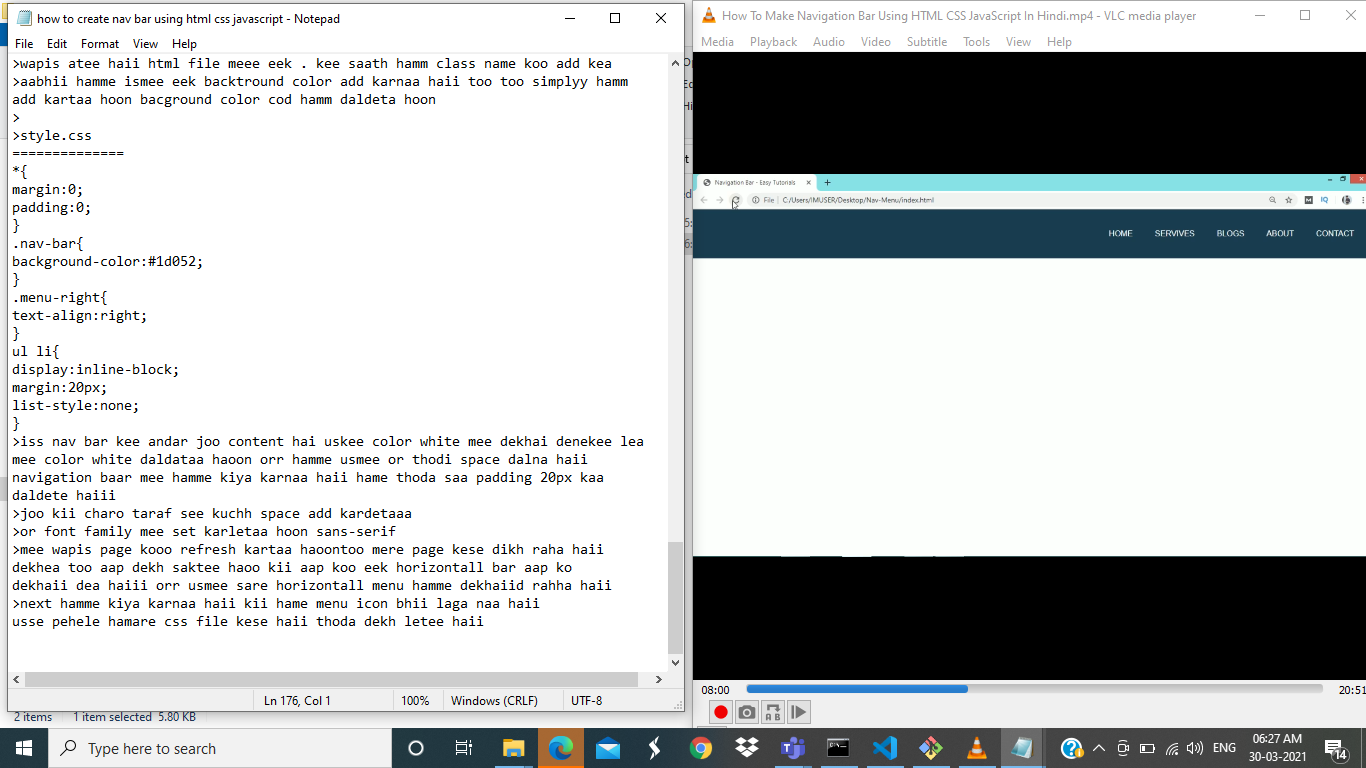 how to create nav bar using html css javascript - Notepad
File Edit Format View Help
>wapis atee haii html file meee eek . kee saath hamm class name koo add kea
>aabhii hamme ismee eek backtround color add karnaa haii too too simplyy hamm
add kartaa hoon bacground color cod hamm daldeta hoon
>
>style.css
==============
*{
margin:0;
padding:0;
}
.nav-bar{
background-color:#1d052;
}
.menu-right{
text-align:right;
}
ul li{
display:inline-block;
margin:20px;
list-style:none;
}
>iss nav bar kee andar joo content hai uskee color white mee dekhai denekee lea
mee color white daldataa haoon orr hamme usmee or thodi space dalna haii
navigation baar mee hamme kiya karnaa haii hame thoda saa padding 20px kaa
daldete haiii
>joo kii charo taraf see kuchh space add kardetaaa
>or font family mee set karletaa hoon sans-serif
>mee wapis page kooo refresh kartaa haoontoo mere page kese dikh raha haii
dekhea too aap dekh saktee haoo kii aap koo eek horizontall bar aap ko
dekhaii dea haiii orr usmee sare horizontall menu hamme dekhaiid rahha haii
>next hamme kiya karnaa haii kii hame menu icon bhii laga naa haii
usse pehele hamare css file kese haii thoda dekh letee haii
Ln 176, Col 1 100% Windows (CRLF) UTF-8
2 items 1 item selected 5.80 KB
How To Make Navigation Bar Using HTML CSS JavaScript In Hindi.mp4 - VLC media player
Media Playback Audio Video Subtitle Tools View Help
Navigation Bar - Easy Tutorials
File C:/Users/IMUSER/Desktop/Nav-Menu/index.html
HOME SERVIVES BLOGS ABOUT CONTACT
08:00 20:51
Type here to search
ENG
06:27 AM
30-03-2021
14